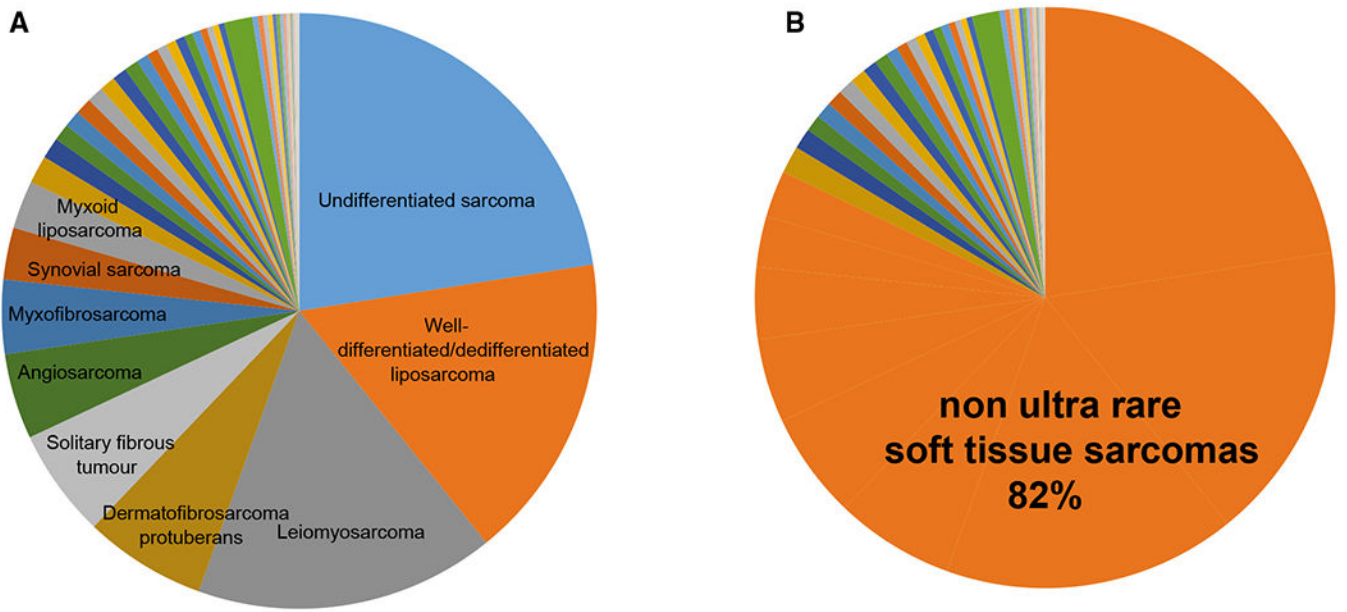 A
Undifferentiated sarcoma
Myxoid
liposarcoma
Synovial sarcoma
Myxofibrosarcoma
Well-
differentiated/dedifferentiated
liposarcoma
Angiosarcoma
Solitary fibrous
tumour
Dermatofibrosarcoma
protuberans
Leiomyosarcoma
B
non ultra rare
soft tissue sarcomas
82%